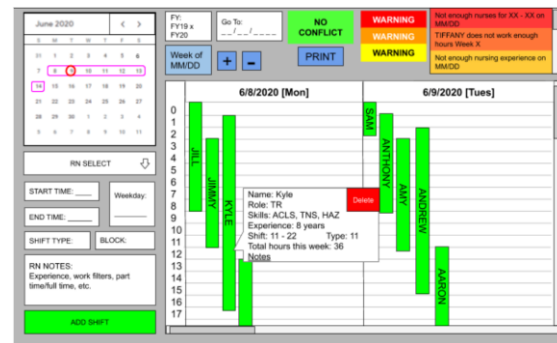 June 2020
< >
S M T W T F S
31 1 2 3 4 5 6
7 8 9 10 11 12 13
14 15 16 17 18 19 20
21 22 23 24 25 26 27
28 29 30 1 2 3 4
5 6 7 8 9 10 11
RN SELECT
START TIME: ____
Weekday:
END TIME: _____
SHIFT TYPE:
BLOCK:
RN NOTES:
Experience, work filters, part
time/full time, etc.
ADD SHIFT
FY:
FY19 x
FY20
Go To:
__/__/____
NO
CONFLICT
WARNING
WARNING
WARNING
Not enough nurses for XX - XX on
MM/DD
TIFFANY does not work enough
hours Week X
Not enough nursing experience on
MM/DD
Week of
MM/DD
+ -
PRINT
6/8/2020 [Mon]
6/9/2020 [Tues]
0
1
2
3
4
5
6
7
8
9
10
11
12
13
14
15
16
17
JILL
JIMMY
KYLE
SAM
ANTHONY
AMY
ANDREW
AARON
Name: Kyle
Role: TR
Skills: ACLS, TNS, HAZ
Experience: 8 years
Shift: 11 - 22 Type: 11
Total hours this week: 36
Notes
Delete